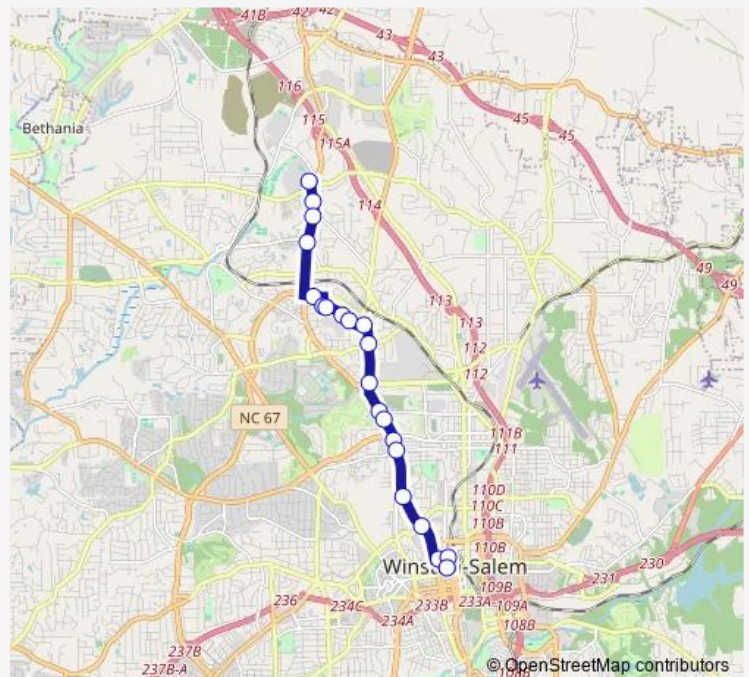 41B
42
42
43
43
116
115
115A
45
45
Bethania
114
49
49
113
113
112
112
NC 67
111B
111
110D
110C
110B
110B
Winst -Salem
230
231
109B
236
234C
233B
233A
109A
234A
108B
237B
237B-A
108B
© OpenStreetMap contributors